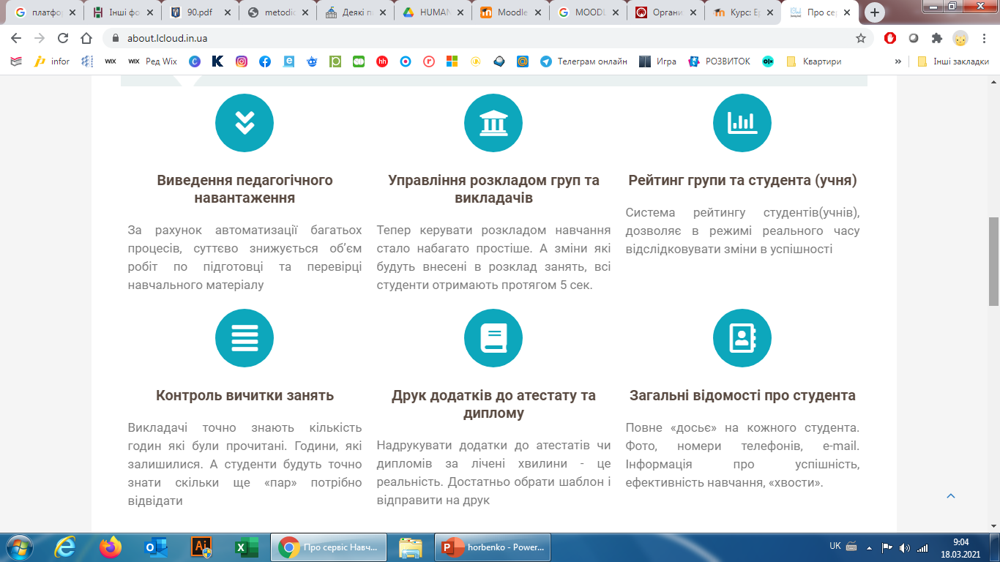 платфор
Інші фо
90.pdf
metodic
Деякі п
HUMAN
Moodle
MOODL
Органи
Курс: Ер
Про сер
about.lcloud.in.ua
infor
WIX
WIX Ред Wix
Телеграм онлайн
Игра
РОЗВИТОК
Квартири
»
Інші закладки
Виведення педагогічного
навантаження
За рахунок автоматизації багатьох
процесів, суттєво знижується об’єм
робіт по підготовці та перевірці
навчального матеріалу
Управління розкладом груп та
викладачів
Тепер керувати розкладом навчання
стало набагато простіше. А зміни які
будуть внесені в розклад занять, всі
студенти отримають протягом 5 сек.
Рейтинг групи та студента (учня)
Система рейтингу студентів(учнів),
дозволяє в режимі реального часу
відслідковувати зміни в успішності
Контроль вичитки занять
Викладачі точно знають кількість
годин які були прочитані. Години, які
залишилися. А студенти будуть точно
знати скільки ще «пар» потрібно
відвідати
Друк додатків до атестату та
диплому
Надрукувати додатки до атестатів чи
дипломів за лічені хвилини - це
реальність. Достатньо обрати шаблон і
відправити на друк
Загальні відомості про студента
Повне «досьє» на кожного студента.
Фото, номери телефонів, e-mail.
Інформація про успішність,
ефективність навчання, «хвости».
Про сервіс Навч...
horbenko - Power...
UK
9:04
18.03.2021